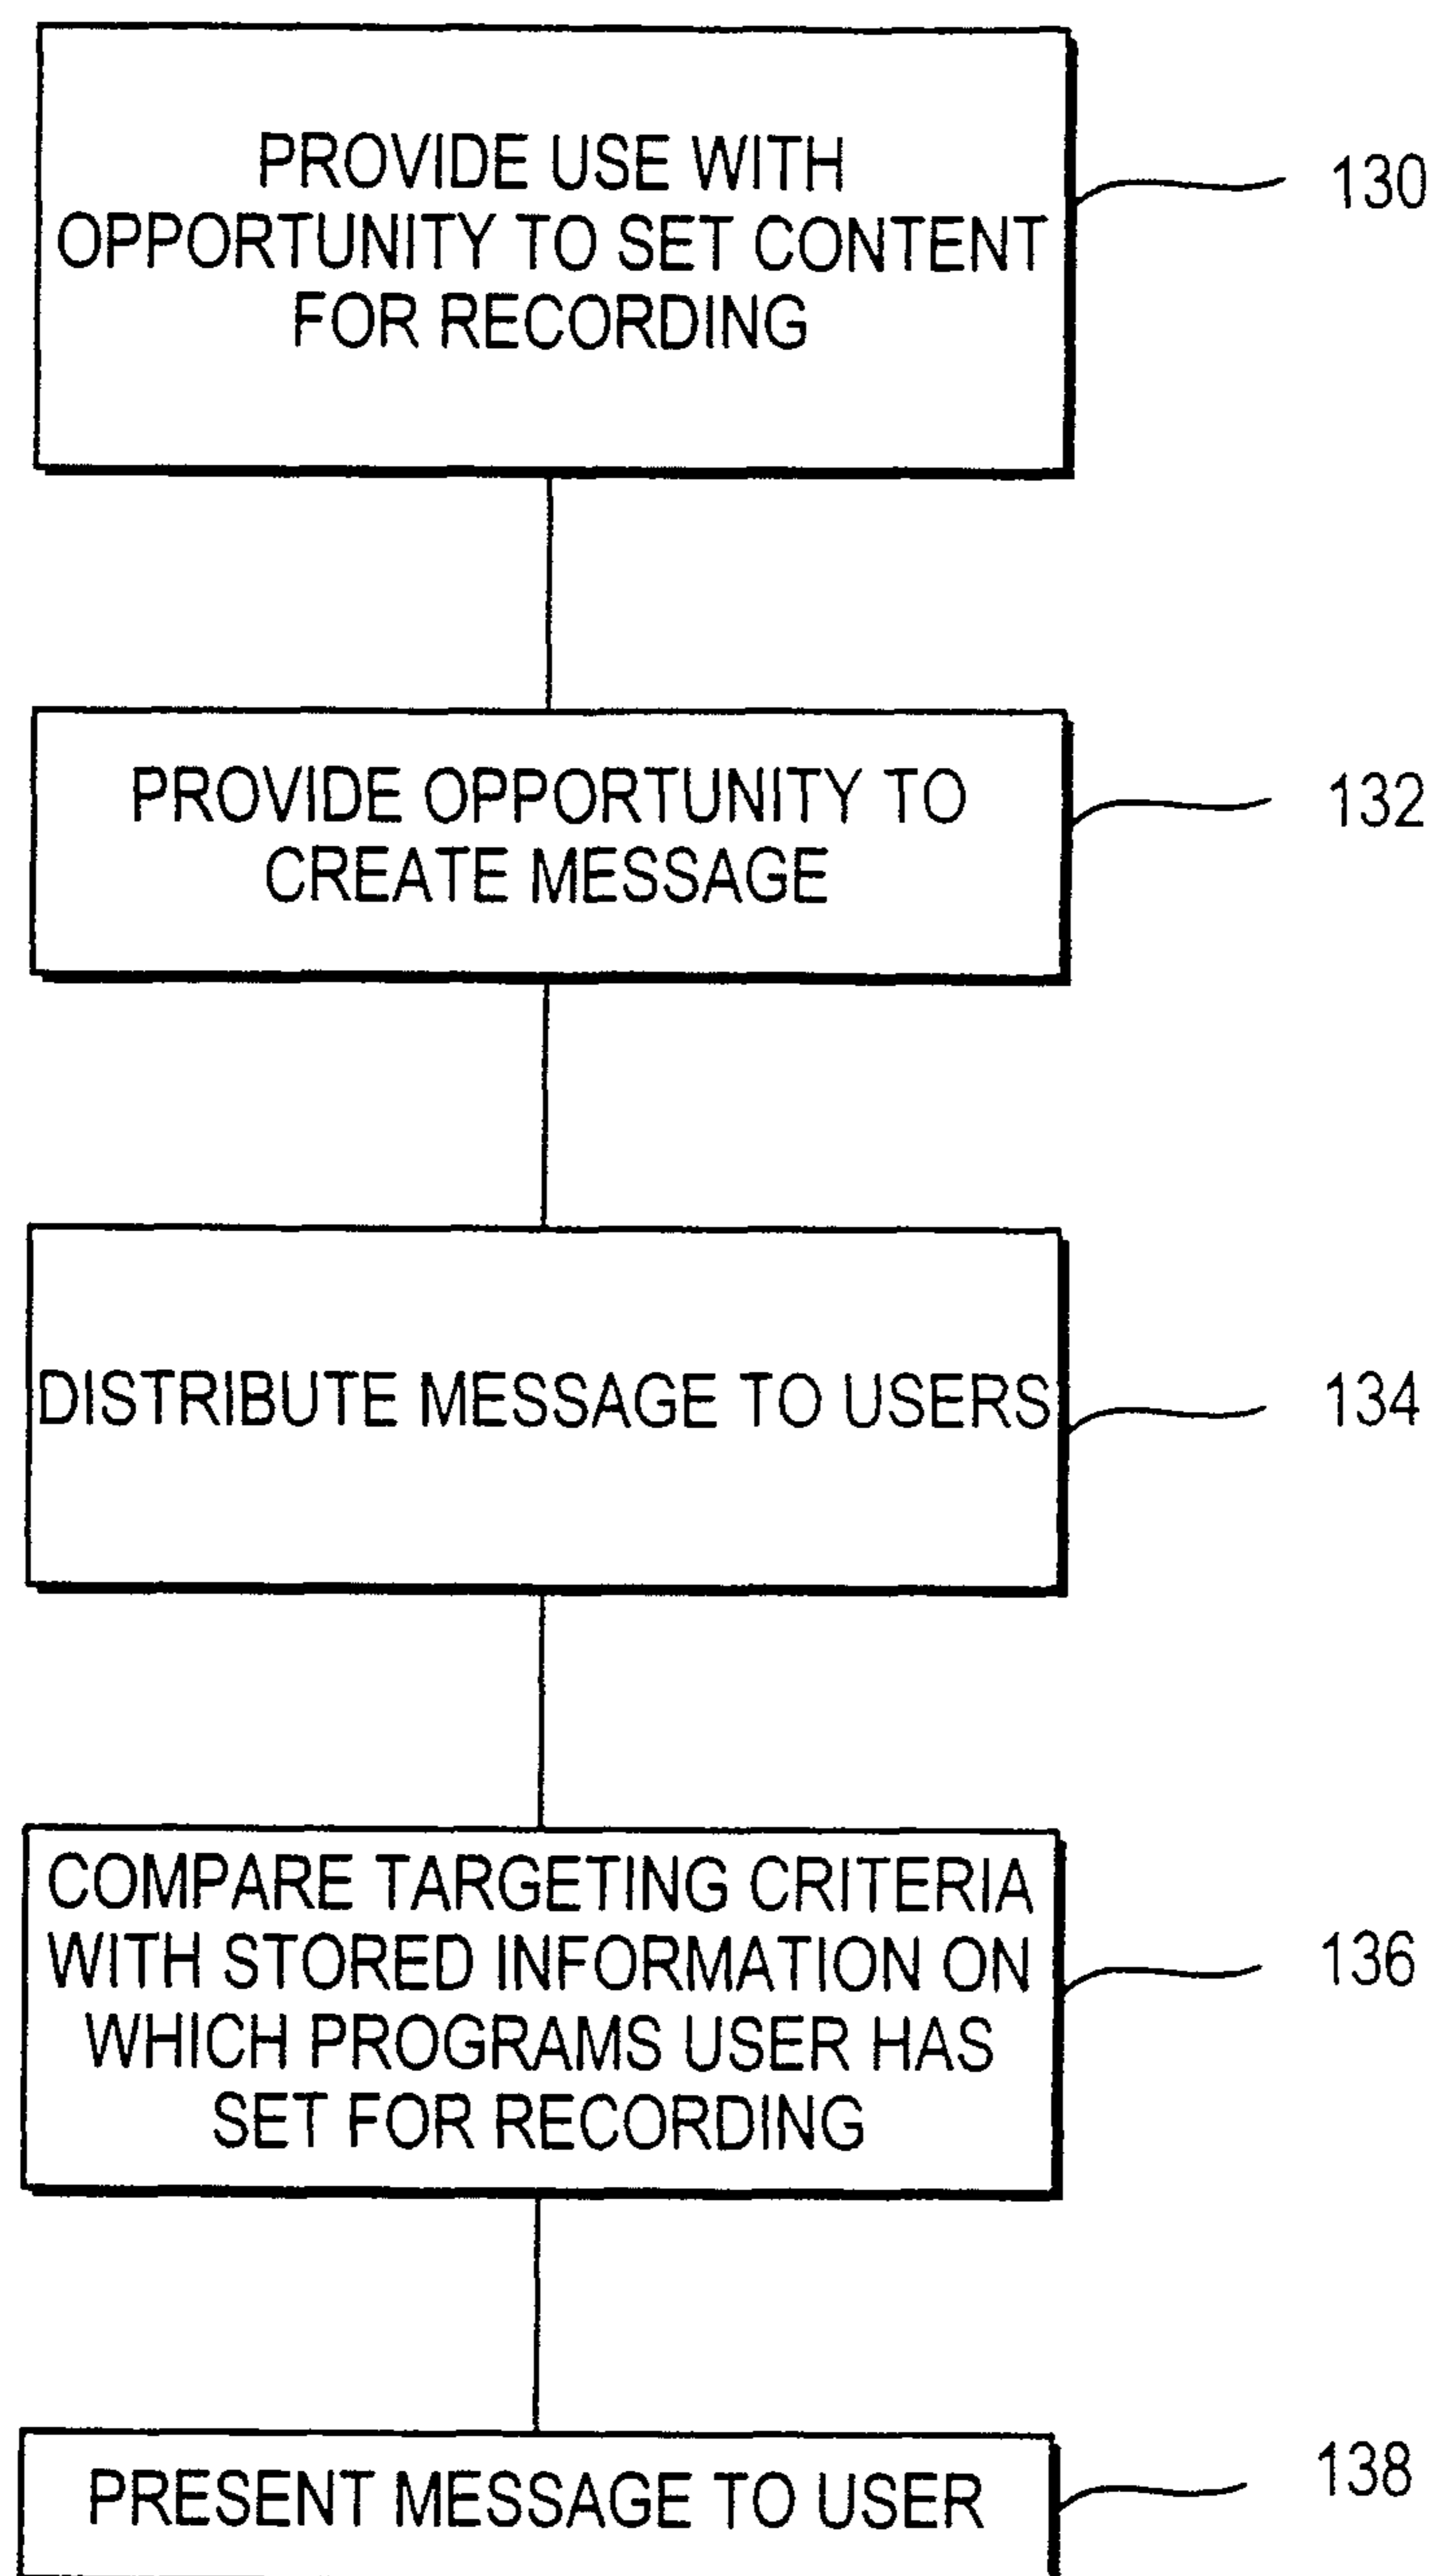 PROVIDE USE WITH
OPPORTUNITY TO SET CONTENT
FOR RECORDING
130
PROVIDE OPPORTUNITY TO
CREATE MESSAGE
132
DISTRIBUTE MESSAGE TO USERS
134
COMPARE TARGETING CRITERIA
WITH STORED INFORMATION ON
WHICH PROGRAMS USER HAS
SET FOR RECORDING
136
PRESENT MESSAGE TO USER
138